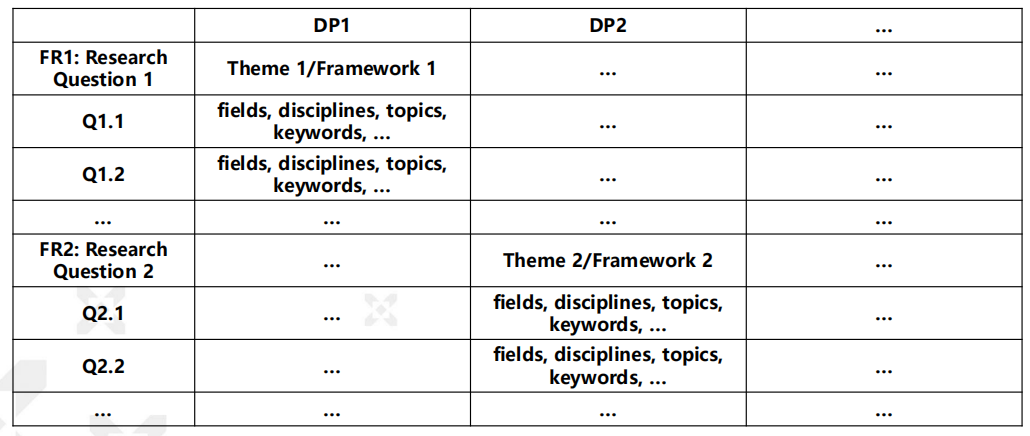 DP1 DP2 ...
FR1: Research
Question 1 Theme 1/Framework 1 ... ...
Q1.1 fields, disciplines, topics,
keywords, ... ... ...
Q1.2 fields, disciplines, topics,
keywords, ... ... ...
... ... ... ...
FR2: Research
Question 2 ... Theme 2/Framework 2 ...
Q2.1 ... fields, disciplines, topics,
keywords, ... ...
Q2.2 ... fields, disciplines, topics,
keywords, ... ...
... ... ... ...